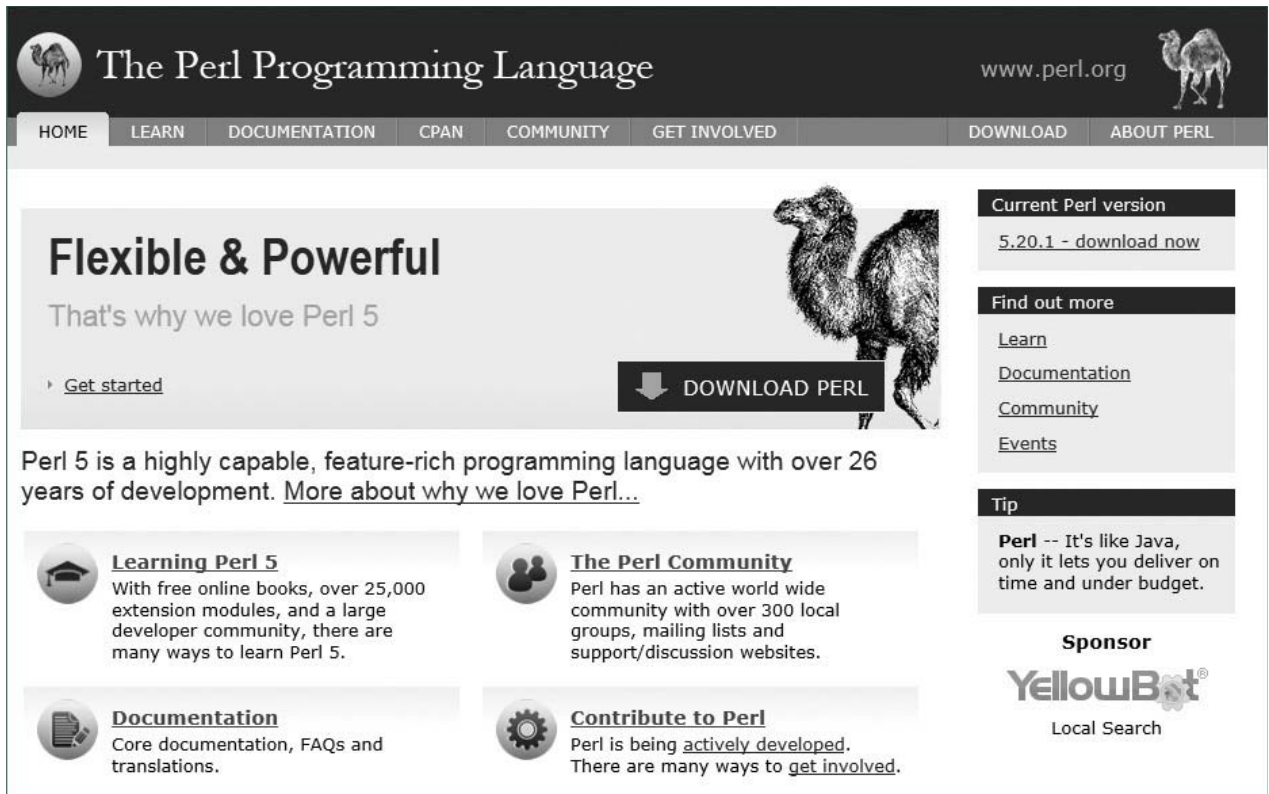 The Perl Programming Language
www.perl.org
HOME
LEARN
DOCUMENTATION
CPAN
COMMUNITY
GET INVOLVED
DOWNLOAD
ABOUT PERL
Flexible & Powerful
That's why we love Perl 5
Get started
DOWNLOAD PERL
Perl 5 is a highly capable, feature-rich programming language with over 26
years of development. More about why we love Perl...
Learning Perl 5
With free online books, over 25,000
extension modules, and a large
developer community, there are
many ways to learn Perl 5.
The Perl Community
Perl has an active world wide
community with over 300 local
groups, mailing lists and
support/discussion websites.
Documentation
Core documentation, FAQs and
translations.
Contribute to Perl
Perl is being actively developed.
There are many ways to get involved.
Current Perl version
5.20.1 - download now
Find out more
Learn
Documentation
Community
Events
Tip
Perl -- It's like Java,
only it lets you deliver on
time and under budget.
Sponsor
YellowBot®
Local Search